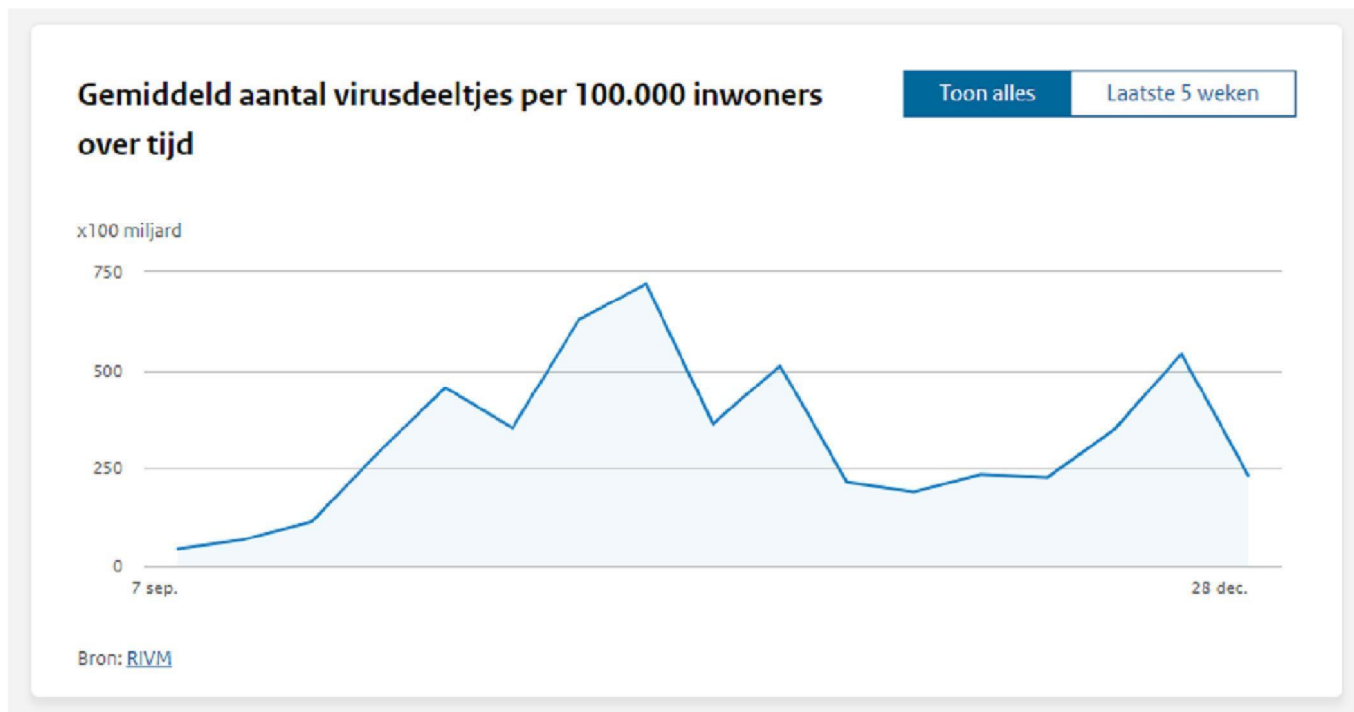 Gemiddeld aantal virusdeeltjes per 100.000 inwoners
over tijd
Toon alles
Laatste 5 weken
x100 miljard
750
500
250
0
7 sep.
28 dec.
Bron: RIVM